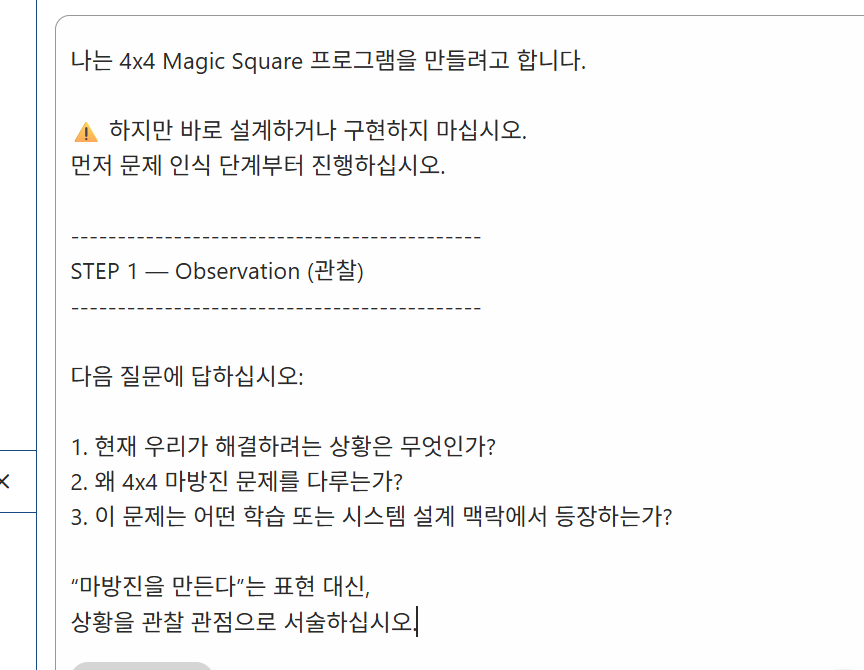 나는 4x4 Magic Square 프로그램을 만들려고 합니다.
⚠️ 하지만 바로 설계하거나 구현하지 마십시오.
먼저 문제 인식 단계부터 진행하십시오.
--------------------------------------------
STEP 1 — Observation (관찰)
--------------------------------------------
다음 질문에 답하십시오:
1. 현재 우리가 해결하려는 상황은 무엇인가?
2. 왜 4x4 마방진 문제를 다루는가?
3. 이 문제는 어떤 학습 또는 시스템 설계 맥락에서 등장하는가?
“마방진을 만든다”는 표현 대신,
상황을 관찰 관점으로 서술하십시오.